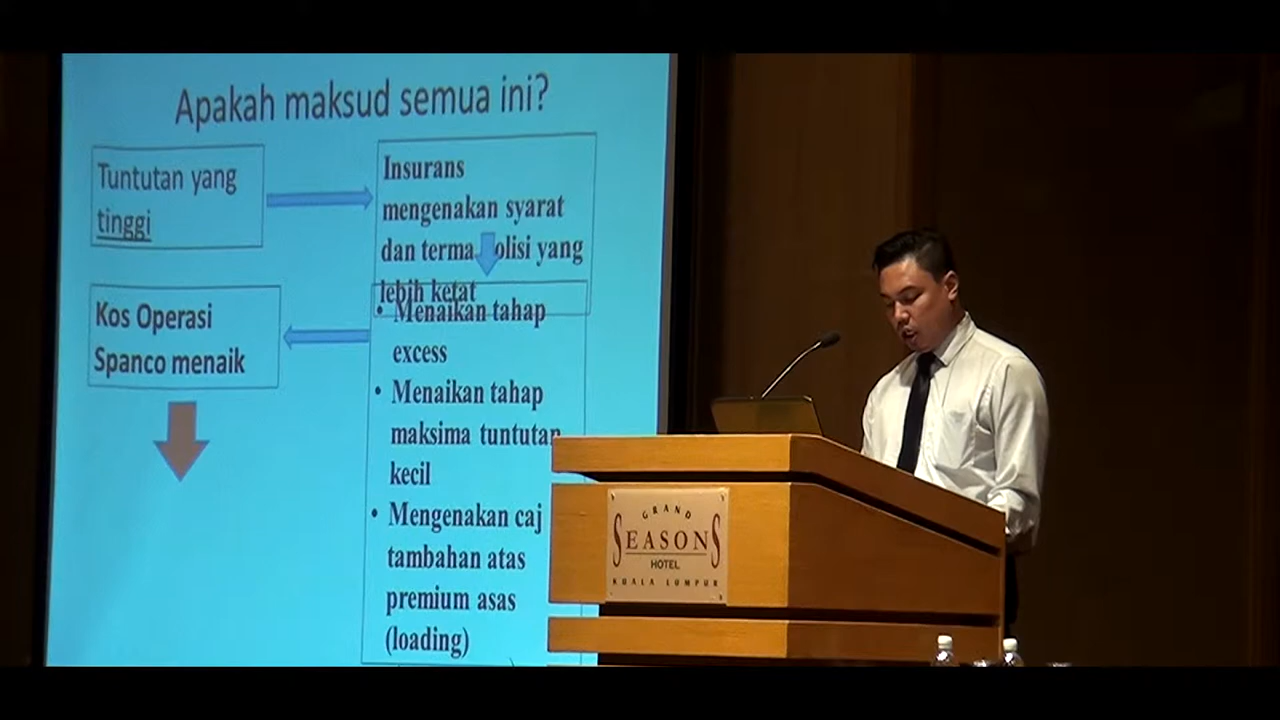 Apakah maksud semua ini?
Tuntutan yang
tinggi
Insurans
mengenakan syarat
dan terma olisi yang
lebih ketat
Kos Operasi
Spanco menaik
• Menaikan tahap
excess
• Menaikan tahap
maksima tuntutan
kecil
• Mengenakan caj
tambahan atas
premium asas
(loading)
GRAND
SEASONS
HOTEL
KUALA LUMPUR